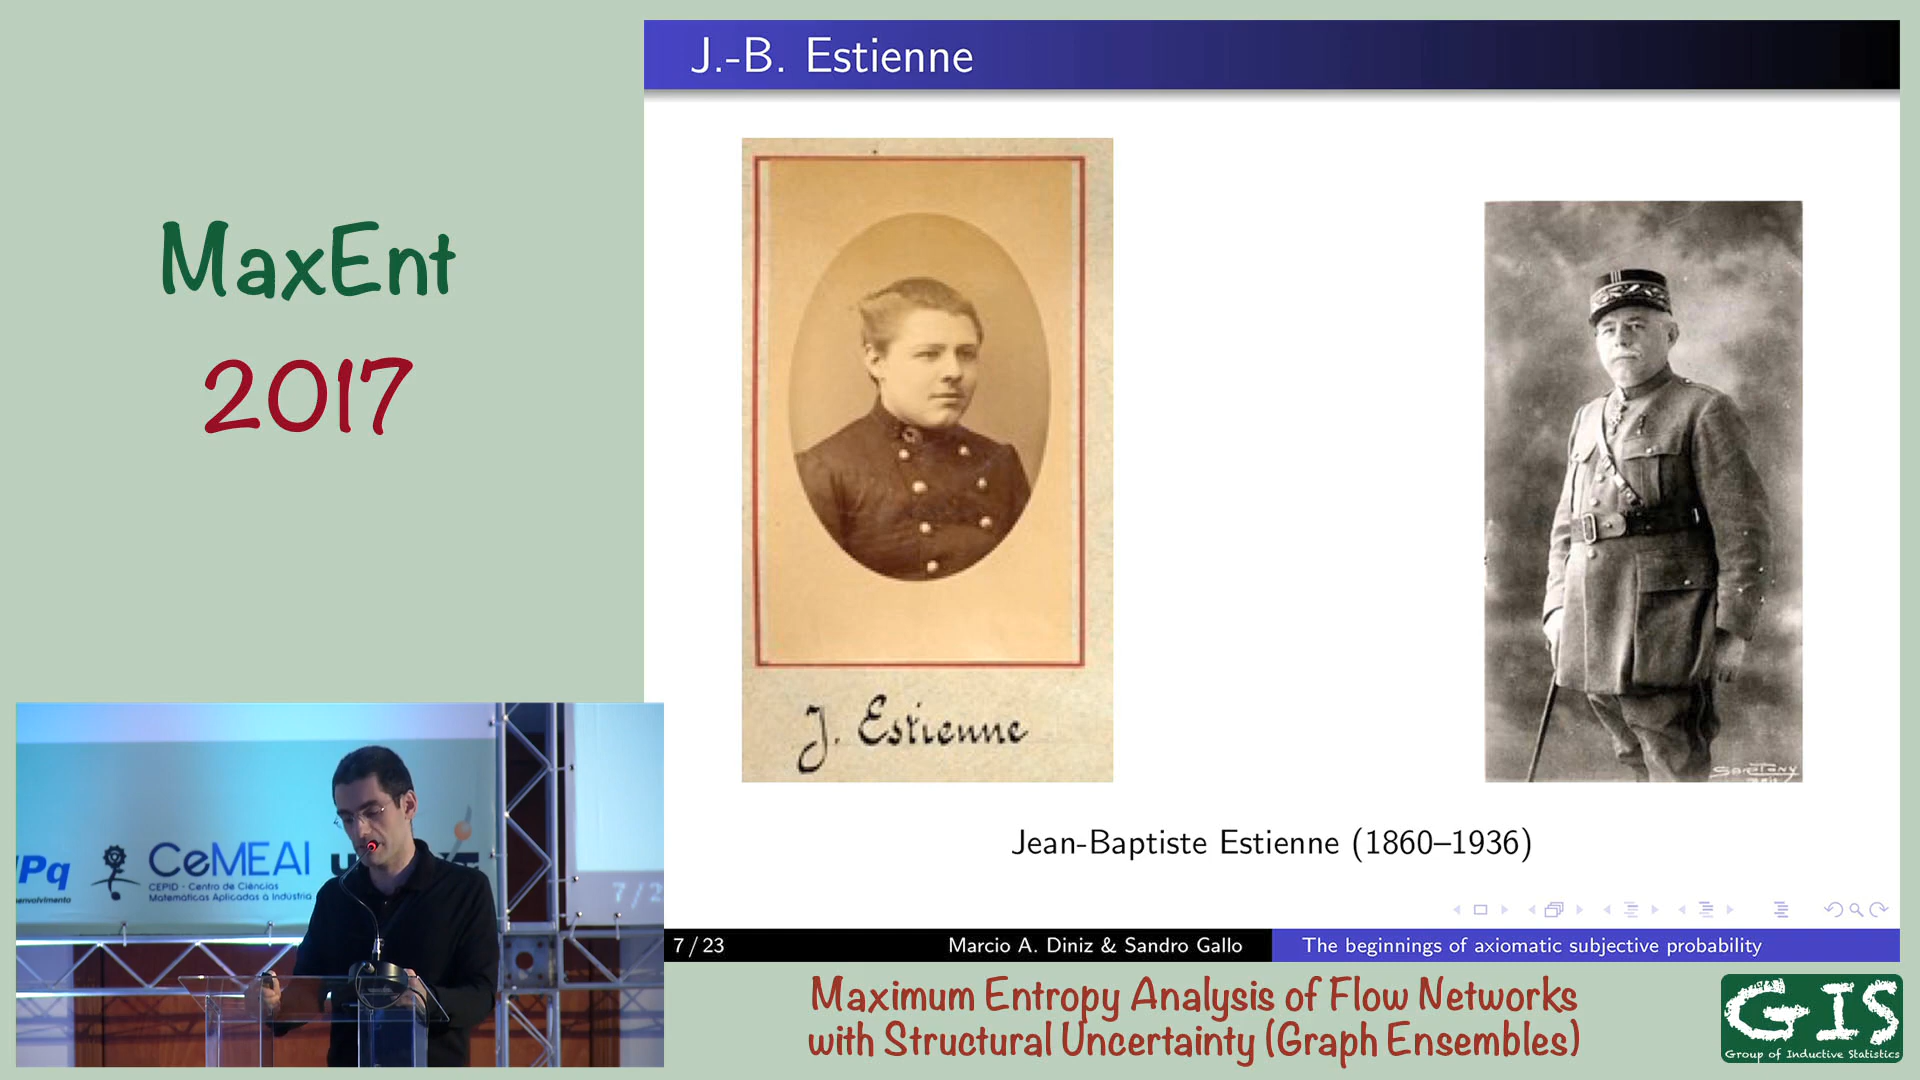 J.-B. Estienne
MaxEnt
2017
J. Estienne
Jean-Baptiste Estienne (1860–1936)
CeMEAI
CEPID - Centro de Ciências
Matemáticas Aplicadas à Indústria
7 / 23
Marcio A. Diniz & Sandro Gallo
The beginnings of axiomatic subjective probability
Maximum Entropy Analysis of Flow Networks
with Structural Uncertainty (Graph Ensembles)
GIS
Group of Inductive Statistics